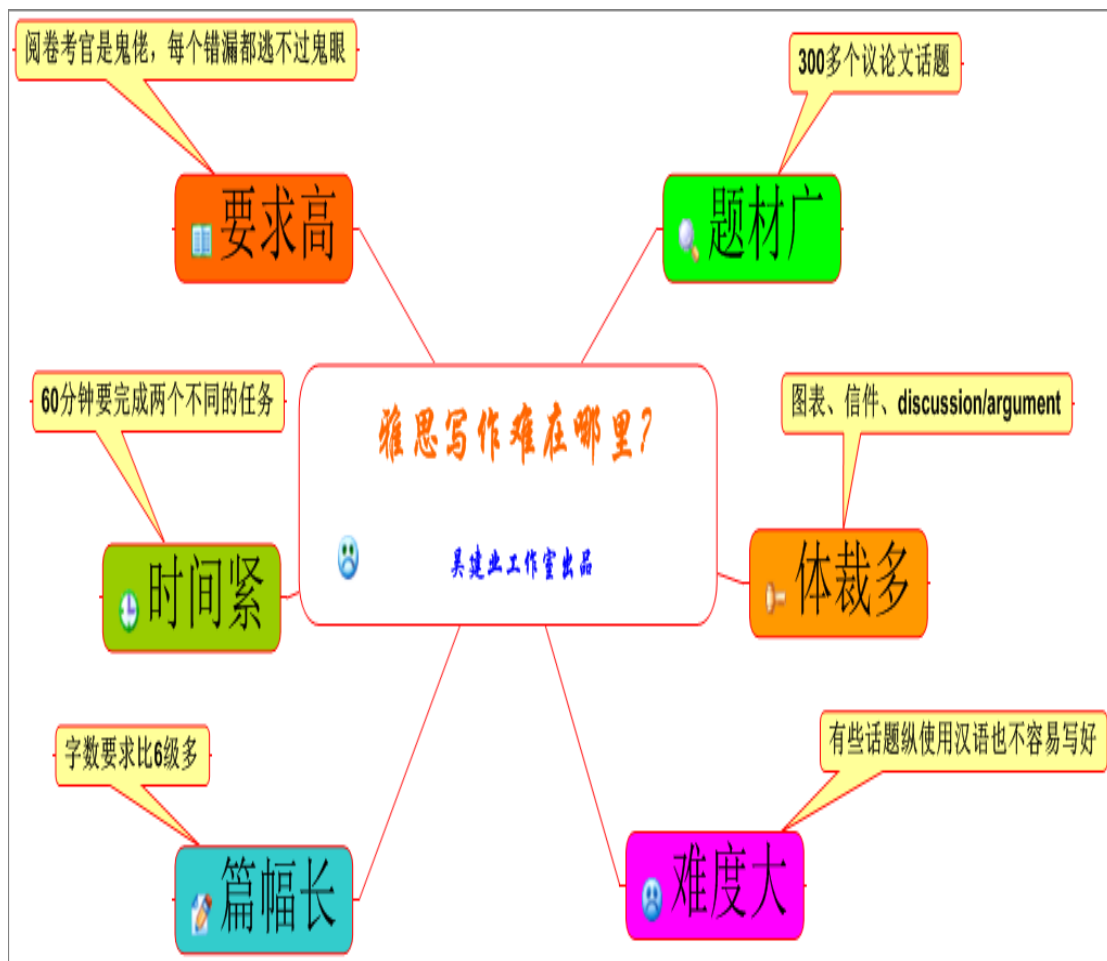 阅卷考官是鬼佬，每个错漏都逃不过鬼眼
300多个议论文话题
要求高
题材广
60分钟要完成两个不同的任务
图表、信件、discussion/argument
雅思写作难在哪里？
吴建业工作室出品
时间紧
体裁多
字数要求比6级多
有些话题纵使用汉语也不容易写好
篇幅长
难度大